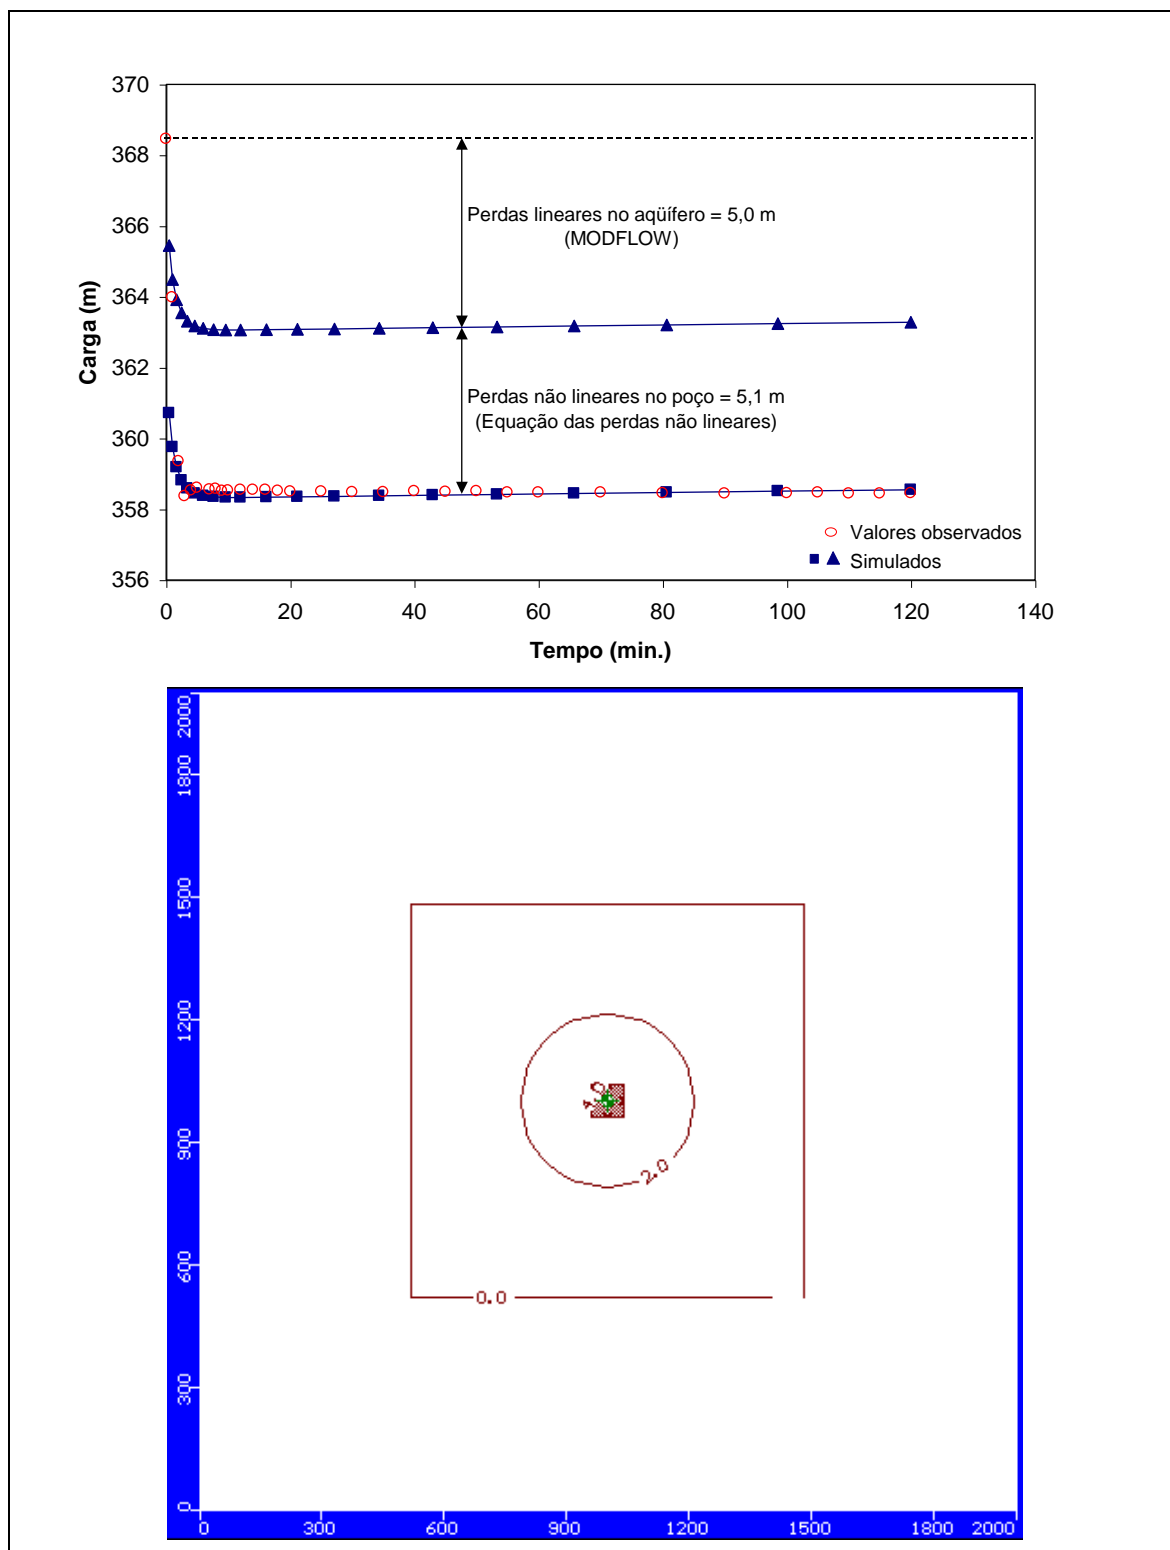 370
368
366
364
362
360
358
356
Carga (m)
Perdas lineares no aqüífero = 5,0 m
(MODFLOW)
Perdas não lineares no poço = 5,1 m
(Equação das perdas não lineares)
Valores observados
Simulados
0 20 40 60 80 100 120 140
Tempo (min.)
2000
1800
1500
1200
900
600
300
0
2.0
0.0
0 300 600 900 1200 1500 1800 2000